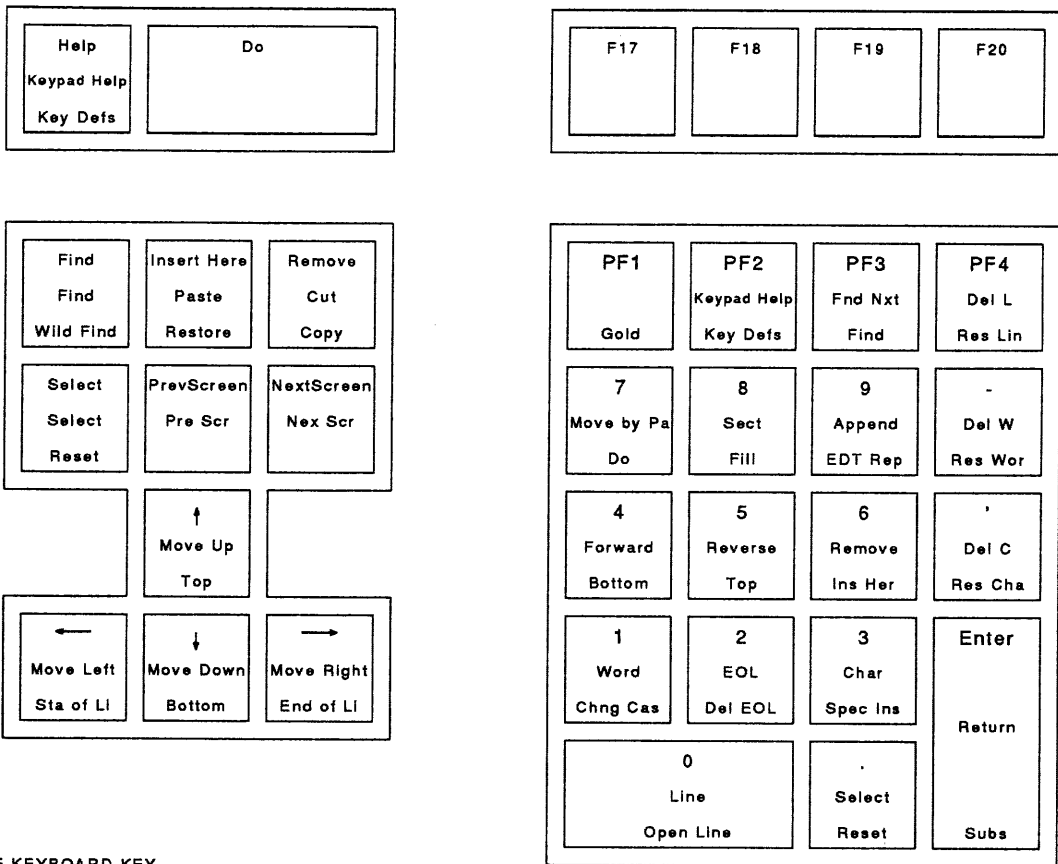 Help
Keypad Help
Key Defs
Do
F17
F18
F19
F20
Find
Find
Wild Find
Insert Here
Paste
Restore
Remove
Cut
Copy
Select
Select
Reset
PrevScreen
Pre Scr
NextScreen
Nex Scr
↑
Move Up
Top
←
Move Left
Sta of Li
↓
Move Down
Bottom
→
Move Right
End of Li
PF1
Gold
PF2
Keypad Help
Key Defs
PF3
Fnd Nxt
Find
PF4
Del L
Res Lin
7
Move by Pa
Do
8
Sect
Fill
9
Append
EDT Rep
-
Del W
Res Wor
4
Forward
Bottom
5
Reverse
Top
6
Remove
Ins Her
,
Del C
Res Cha
1
Word
Chng Cas
2
EOL
Del EOL
3
Char
Spec Ins
Enter
Return
Subs
0
Line
Open Line
.
Select
Reset
KEYBOARD KEY